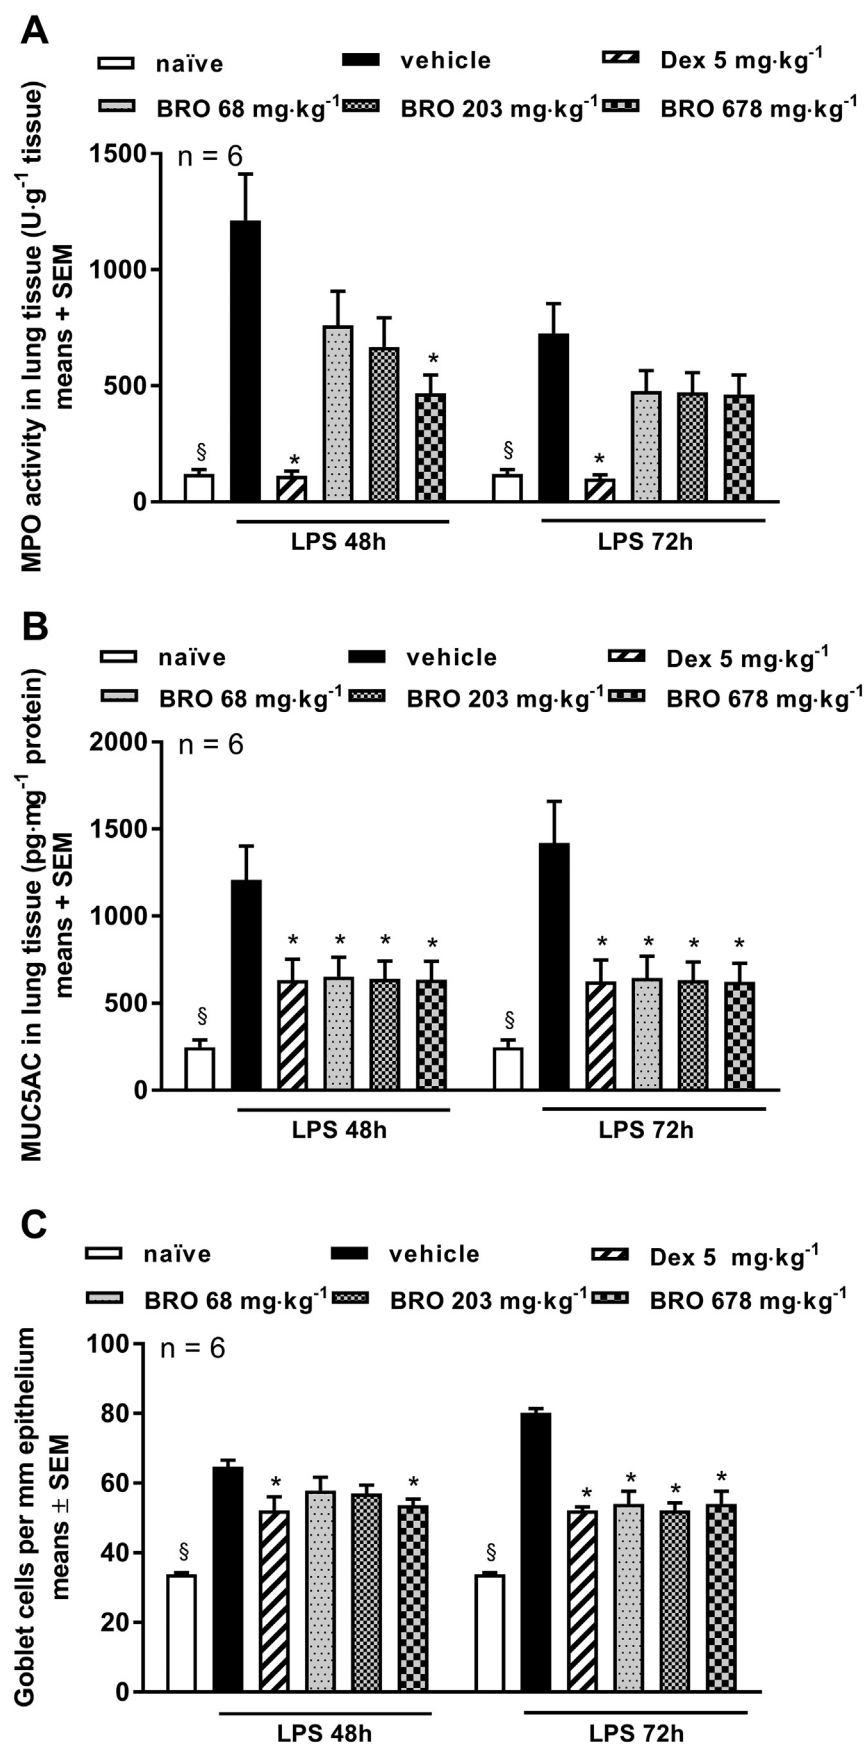 A
naïve vehicle Dex 5 mg·kg-1
BRO 68 mg·kg-1 BRO 203 mg·kg-1 BRO 678 mg·kg-1
MPO activity in lung tissue (U·g-1 tissue)
means + SEM
n = 6
1500
1000
500
0
§ * * § *
LPS 48h LPS 72h
B
naïve vehicle Dex 5 mg·kg-1
BRO 68 mg·kg-1 BRO 203 mg·kg-1 BRO 678 mg·kg-1
MUC5AC in lung tissue (pg·mg-1 protein)
means + SEM
n = 6
2000
1500
1000
500
0
§ * * * * § * * * *
LPS 48h LPS 72h
C
naïve vehicle Dex 5 mg·kg-1
BRO 68 mg·kg-1 BRO 203 mg·kg-1 BRO 678 mg·kg-1
Goblet cells per mm epithelium
means ± SEM
n = 6
100
80
60
40
20
0
§ * * § * * * *
LPS 48h LPS 72h